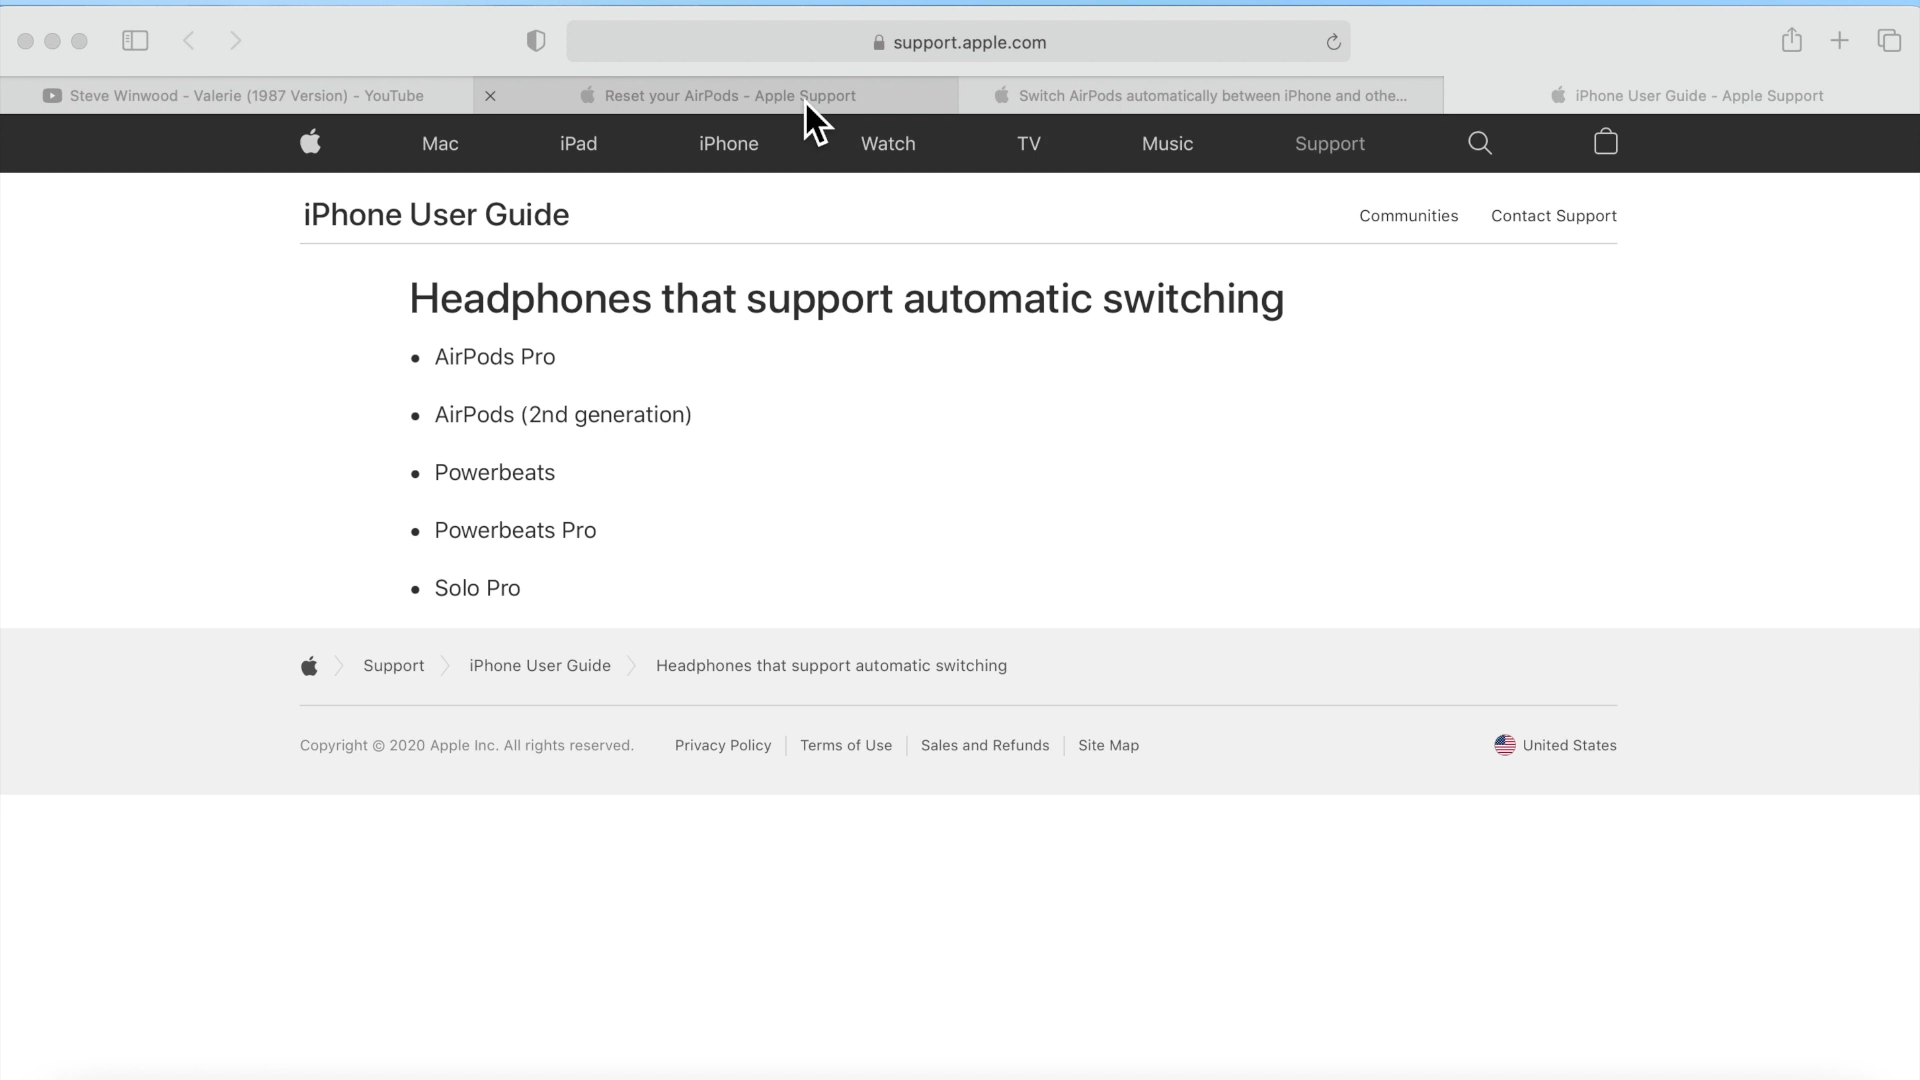 support.apple.com
Steve Winwood - Valerie (1987 Version) - YouTube
Reset your AirPods - Apple Support
Switch AirPods automatically between iPhone and othe...
iPhone User Guide - Apple Support
Mac iPad iPhone Watch TV Music Support
iPhone User Guide
Communities Contact Support
Headphones that support automatic switching
• AirPods Pro
• AirPods (2nd generation)
• Powerbeats
• Powerbeats Pro
• Solo Pro
Support iPhone User Guide Headphones that support automatic switching
Copyright © 2020 Apple Inc. All rights reserved. Privacy Policy Terms of Use Sales and Refunds Site Map United States